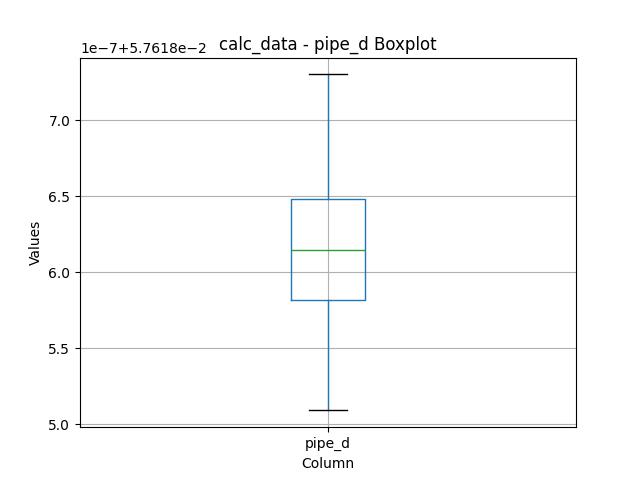 1e−7+5.7618e−2
calc_data - pipe_d Boxplot
7.0
6.5
6.0
5.5
5.0
Values
pipe_d
Column